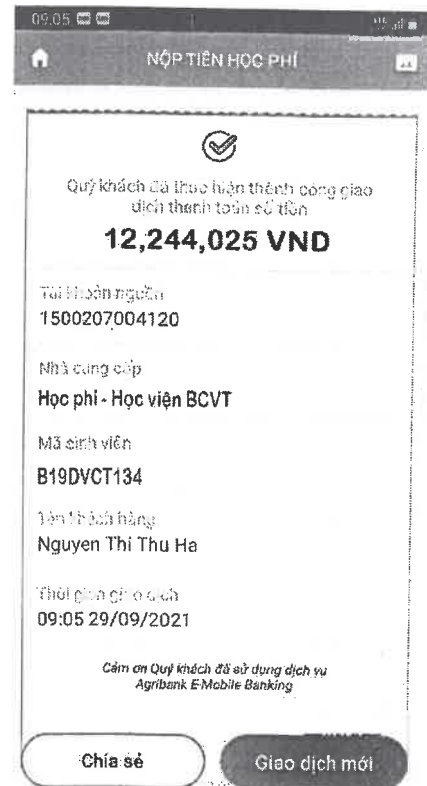 09:05
NỘP TIỀN HỌC PHÍ
Quý khách đã thực hiện thành công giao
dịch thanh toán số tiền
12,244,025 VND
Tài khoản nguồn
1500207004120
Nhà cung cấp
Học phí - Học viện BCVT
Mã sinh viên
B19DVCT134
Tên khách hàng
Nguyen Thi Thu Ha
Thời gian giao dịch
09:05 29/09/2021
Cảm ơn Quý khách đã sử dụng dịch vụ
Agribank E-Mobile Banking
Chia sẻ
Giao dịch mới